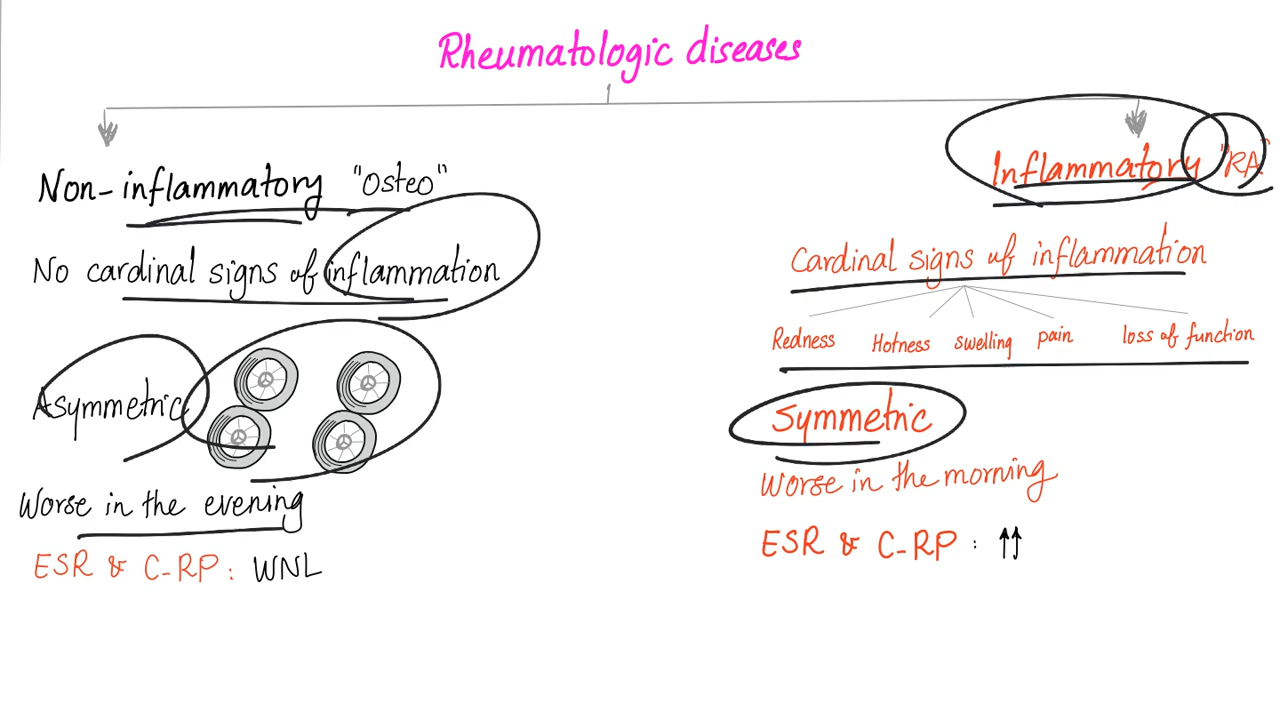 Rheumatologic diseases
Non-inflammatory "Osteo"
No cardinal signs of inflammation
Asymmetric
Worse in the evening
ESR & C-RP: WNL
Inflammatory "RA"
Cardinal signs of inflammation
Redness Hotness swelling pain loss of function
Symmetric
Worse in the morning
ESR & C-RP: ↑↑